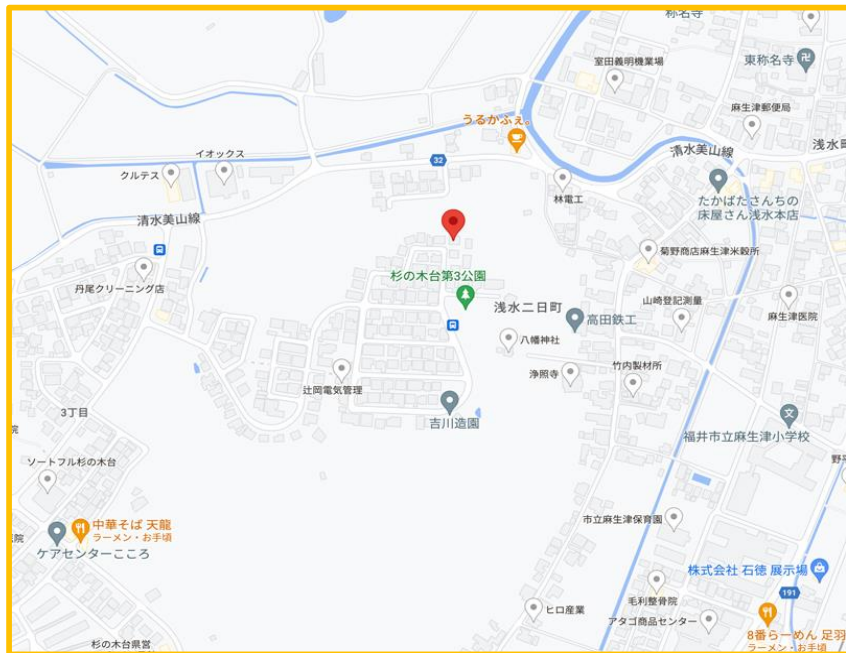 称名寺
室田義明機業場
東称名寺
麻生津郵便局
うるかふぇ。
イオックス
クルテス
32
清水美山線
浅水町
林電工
たかばたさんちの
床屋さん浅水本店
清水美山線
菊野商店麻生津米穀所
丹尾クリーニング店
杉の木台第3公園
浅水二日町
山崎登記測量
高田鉄工
麻生津医院
八幡神社
竹内製材所
辻岡電気管理
浄照寺
3丁目
吉川造園
福井市立麻生津小学校
院
ソートフル杉の木台
野
市立麻生津保育園
中華そば 天龍
ラーメン・お手頃
院
ケアセンターこころ
株式会社 石徳 展示場
191
毛利整骨院
ヒロ産業
アタゴ商品センター
8番らーめん 足羽
ラーメン・お手頃
杉の木台県営